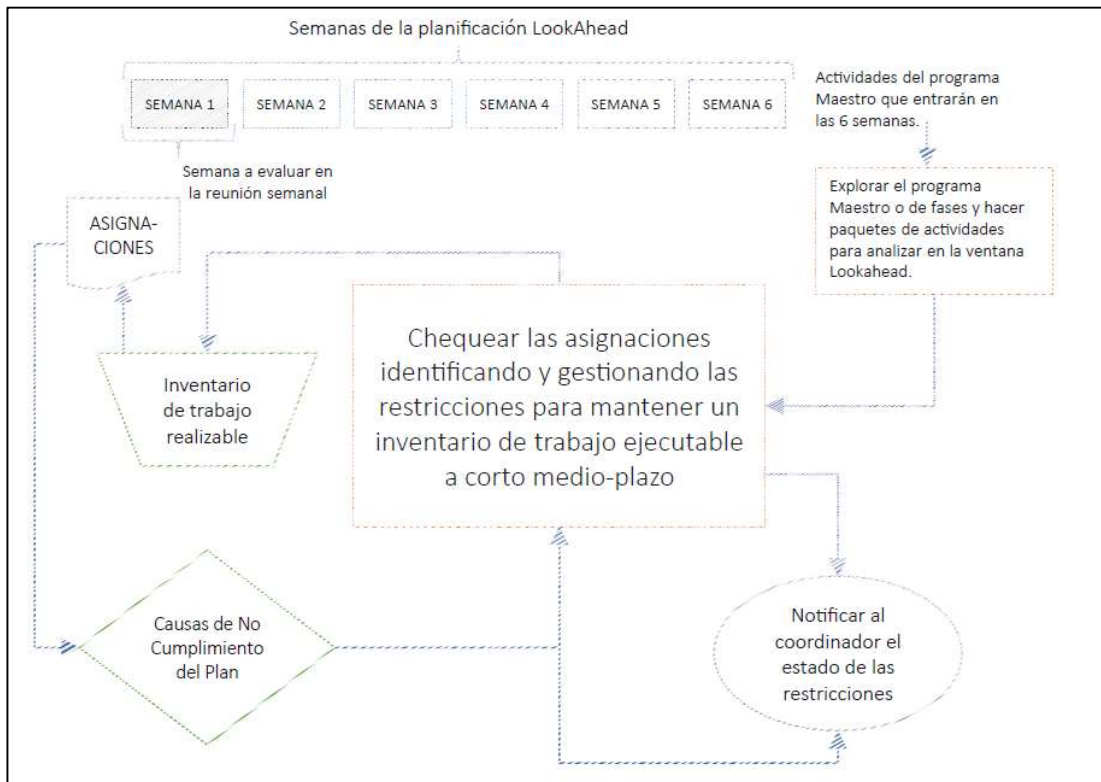 Semanas de la planificación LookAhead
SEMANA 1
SEMANA 2
SEMANA 3
SEMANA 4
SEMANA 5
SEMANA 6
Actividades del programa
Maestro que entrarán en
las 6 semanas.
Semana a evaluar en
la reunión semanal
Explorar el programa
Maestro o de fases y hacer
paquetes de actividades
para analizar en la ventana
Lookahead.
ASIGNA-
CIONES
Chequear las asignaciones
identificando y gestionando las
restricciones para mantener un
inventario de trabajo ejecutable
a corto medio-plazo
Inventario
de trabajo
realizable
Causas de No
Cumplimiento
del Plan
Notificar al
coordinador el
estado de las
restricciones